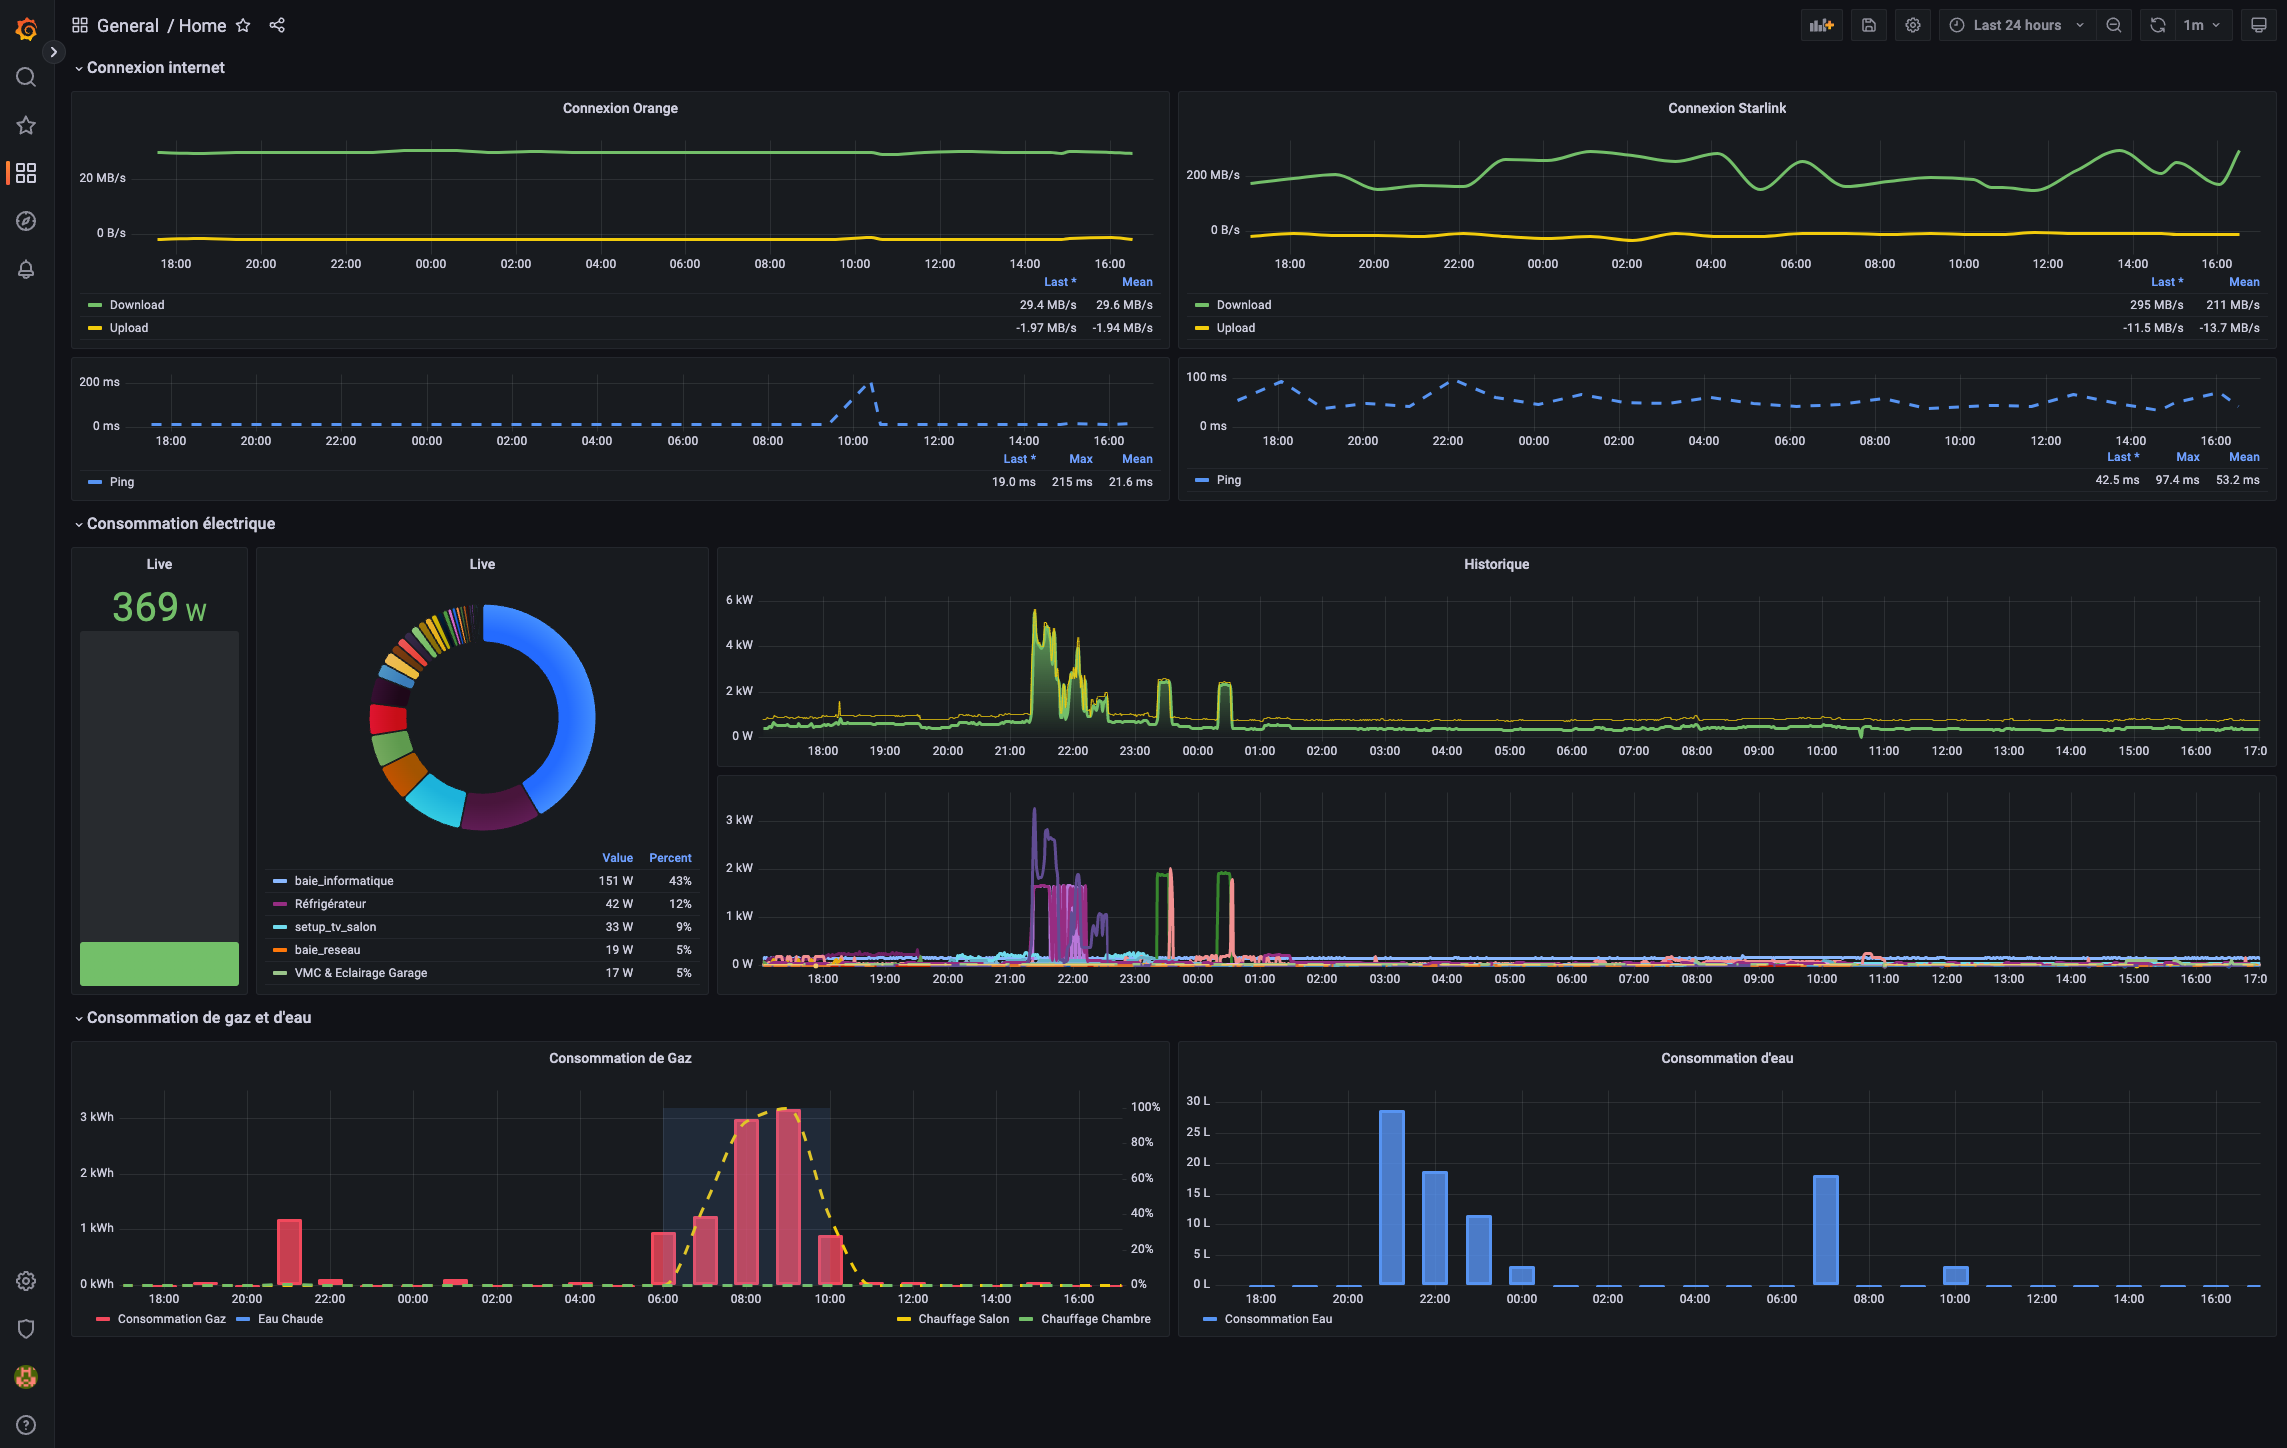 General / Home
Last 24 hours
1m
Connexion internet
Connexion Orange
20 MB/s
0 B/s
18:00 20:00 22:00 00:00 02:00 04:00 06:00 08:00 10:00 12:00 14:00 16:00
Last * Mean
Download 29.4 MB/s 29.6 MB/s
Upload -1.97 MB/s -1.94 MB/s
Connexion Starlink
200 MB/s
0 B/s
18:00 20:00 22:00 00:00 02:00 04:00 06:00 08:00 10:00 12:00 14:00 16:00
Last * Mean
Download 295 MB/s 211 MB/s
Upload -11.5 MB/s -13.7 MB/s
200 ms
0 ms
18:00 20:00 22:00 00:00 02:00 04:00 06:00 08:00 10:00 12:00 14:00 16:00
Last * Max Mean
Ping 19.0 ms 215 ms 21.6 ms
100 ms
0 ms
18:00 20:00 22:00 00:00 02:00 04:00 06:00 08:00 10:00 12:00 14:00 16:00
Last * Max Mean
Ping 42.5 ms 97.4 ms 53.2 ms
Consommation électrique
Live
369 W
Live
Value Percent
baie_informatique 151 W 43%
Réfrigérateur 42 W 12%
setup_tv_salon 33 W 9%
baie_reseau 19 W 5%
VMC & Eclairage Garage 17 W 5%
Historique
6 kW
4 kW
2 kW
0 W
18:00 19:00 20:00 21:00 22:00 23:00 00:00 01:00 02:00 03:00 04:00 05:00 06:00 07:00 08:00 09:00 10:00 11:00 12:00 13:00 14:00 15:00 16:00 17:0
3 kW
2 kW
1 kW
0 W
18:00 19:00 20:00 21:00 22:00 23:00 00:00 01:00 02:00 03:00 04:00 05:00 06:00 07:00 08:00 09:00 10:00 11:00 12:00 13:00 14:00 15:00 16:00 17:0
Consommation de gaz et d'eau
Consommation de Gaz
3 kWh
2 kWh
1 kWh
0 kWh
100%
80%
60%
40%
20%
0%
18:00 20:00 22:00 00:00 02:00 04:00 06:00 08:00 10:00 12:00 14:00 16:00
Consommation Gaz Eau Chaude Chauffage Salon Chauffage Chambre
Consommation d'eau
30 L
25 L
20 L
15 L
10 L
5 L
0 L
18:00 20:00 22:00 00:00 02:00 04:00 06:00 08:00 10:00 12:00 14:00 16:00
Consommation Eau